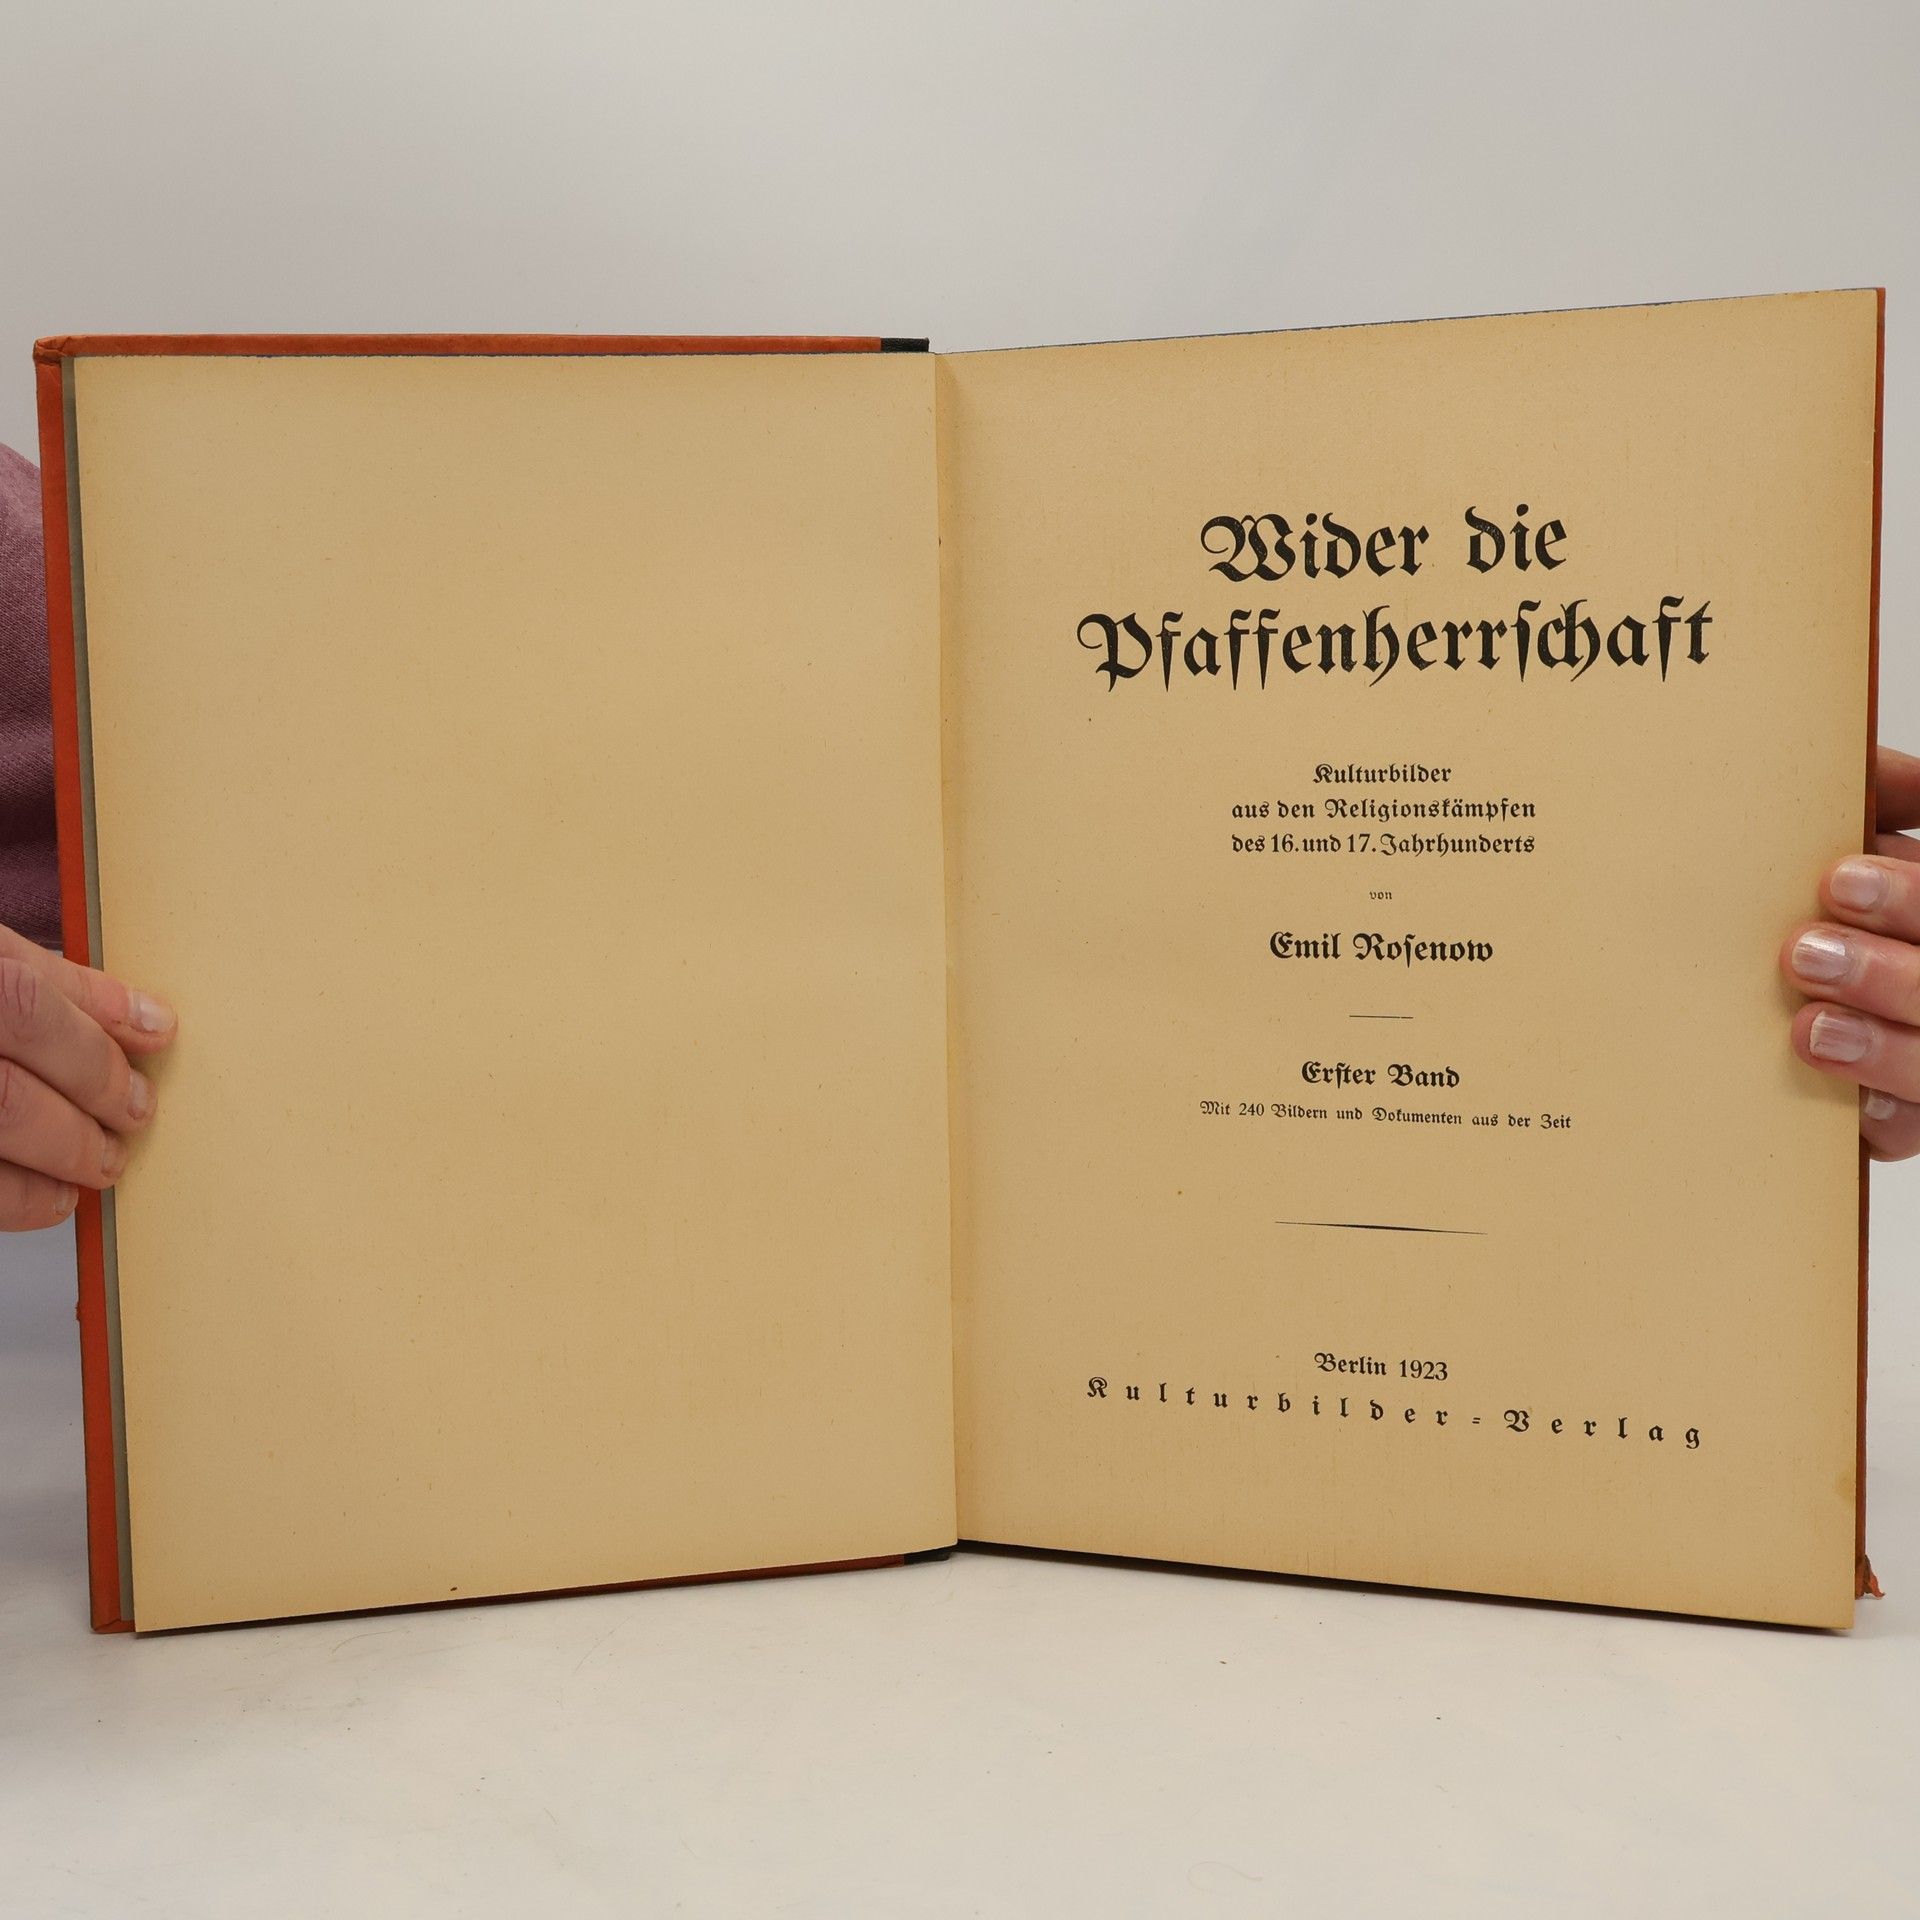 Wider die
Pfaffenherrſchaft
Kulturbilder
aus den Religionskämpfen
des 16. und 17. Jahrhunderts
von
Emil Roſenow
Erſter Band
Mit 240 Bildern und Dokumenten aus der Zeit
Berlin 1923
Kulturbilder=Verlag